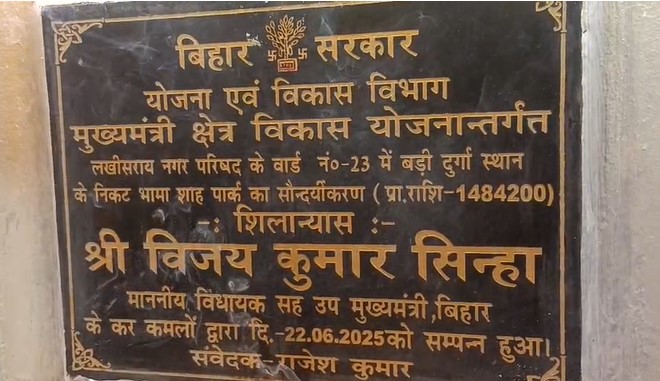 बिहार सरकार
योजना एवं विकास विभाग
मुख्यमंत्री क्षेत्र विकास योजनान्तर्गत
लखीसराय नगर परिषद के वार्ड नं०-23 में बड़ी दुर्गा स्थान
के निकट भामा शाह पार्क का सौन्दर्यीकरण (प्रा.राशि-1484200)
-: शिलान्यास :-
श्री विजय कुमार सिन्हा
माननीय विधायक सह उप मुख्यमंत्री,बिहार
के कर कमलों द्वारा दि.-22.06.2025 को सम्पन्न हुआ।
संवेदक-राजेश कुमार